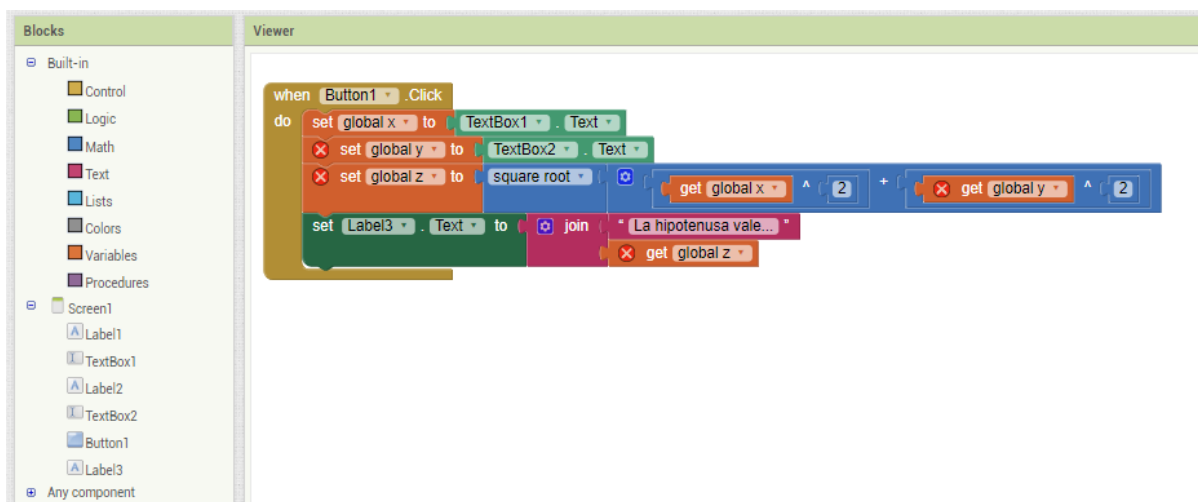 Blocks
Viewer
Built-in
Control
Logic
Math
Text
Lists
Colors
Variables
Procedures
Screen1
Label1
TextBox1
Label2
TextBox2
Button1
Label3
Any component
when Button1 .Click
do set global x to TextBox1 . Text
set global y to TextBox2 . Text
set global z to square root get global x ^ 2 + get global y ^ 2
set Label3 . Text to join “ La hipotenusa vale... ”
get global z